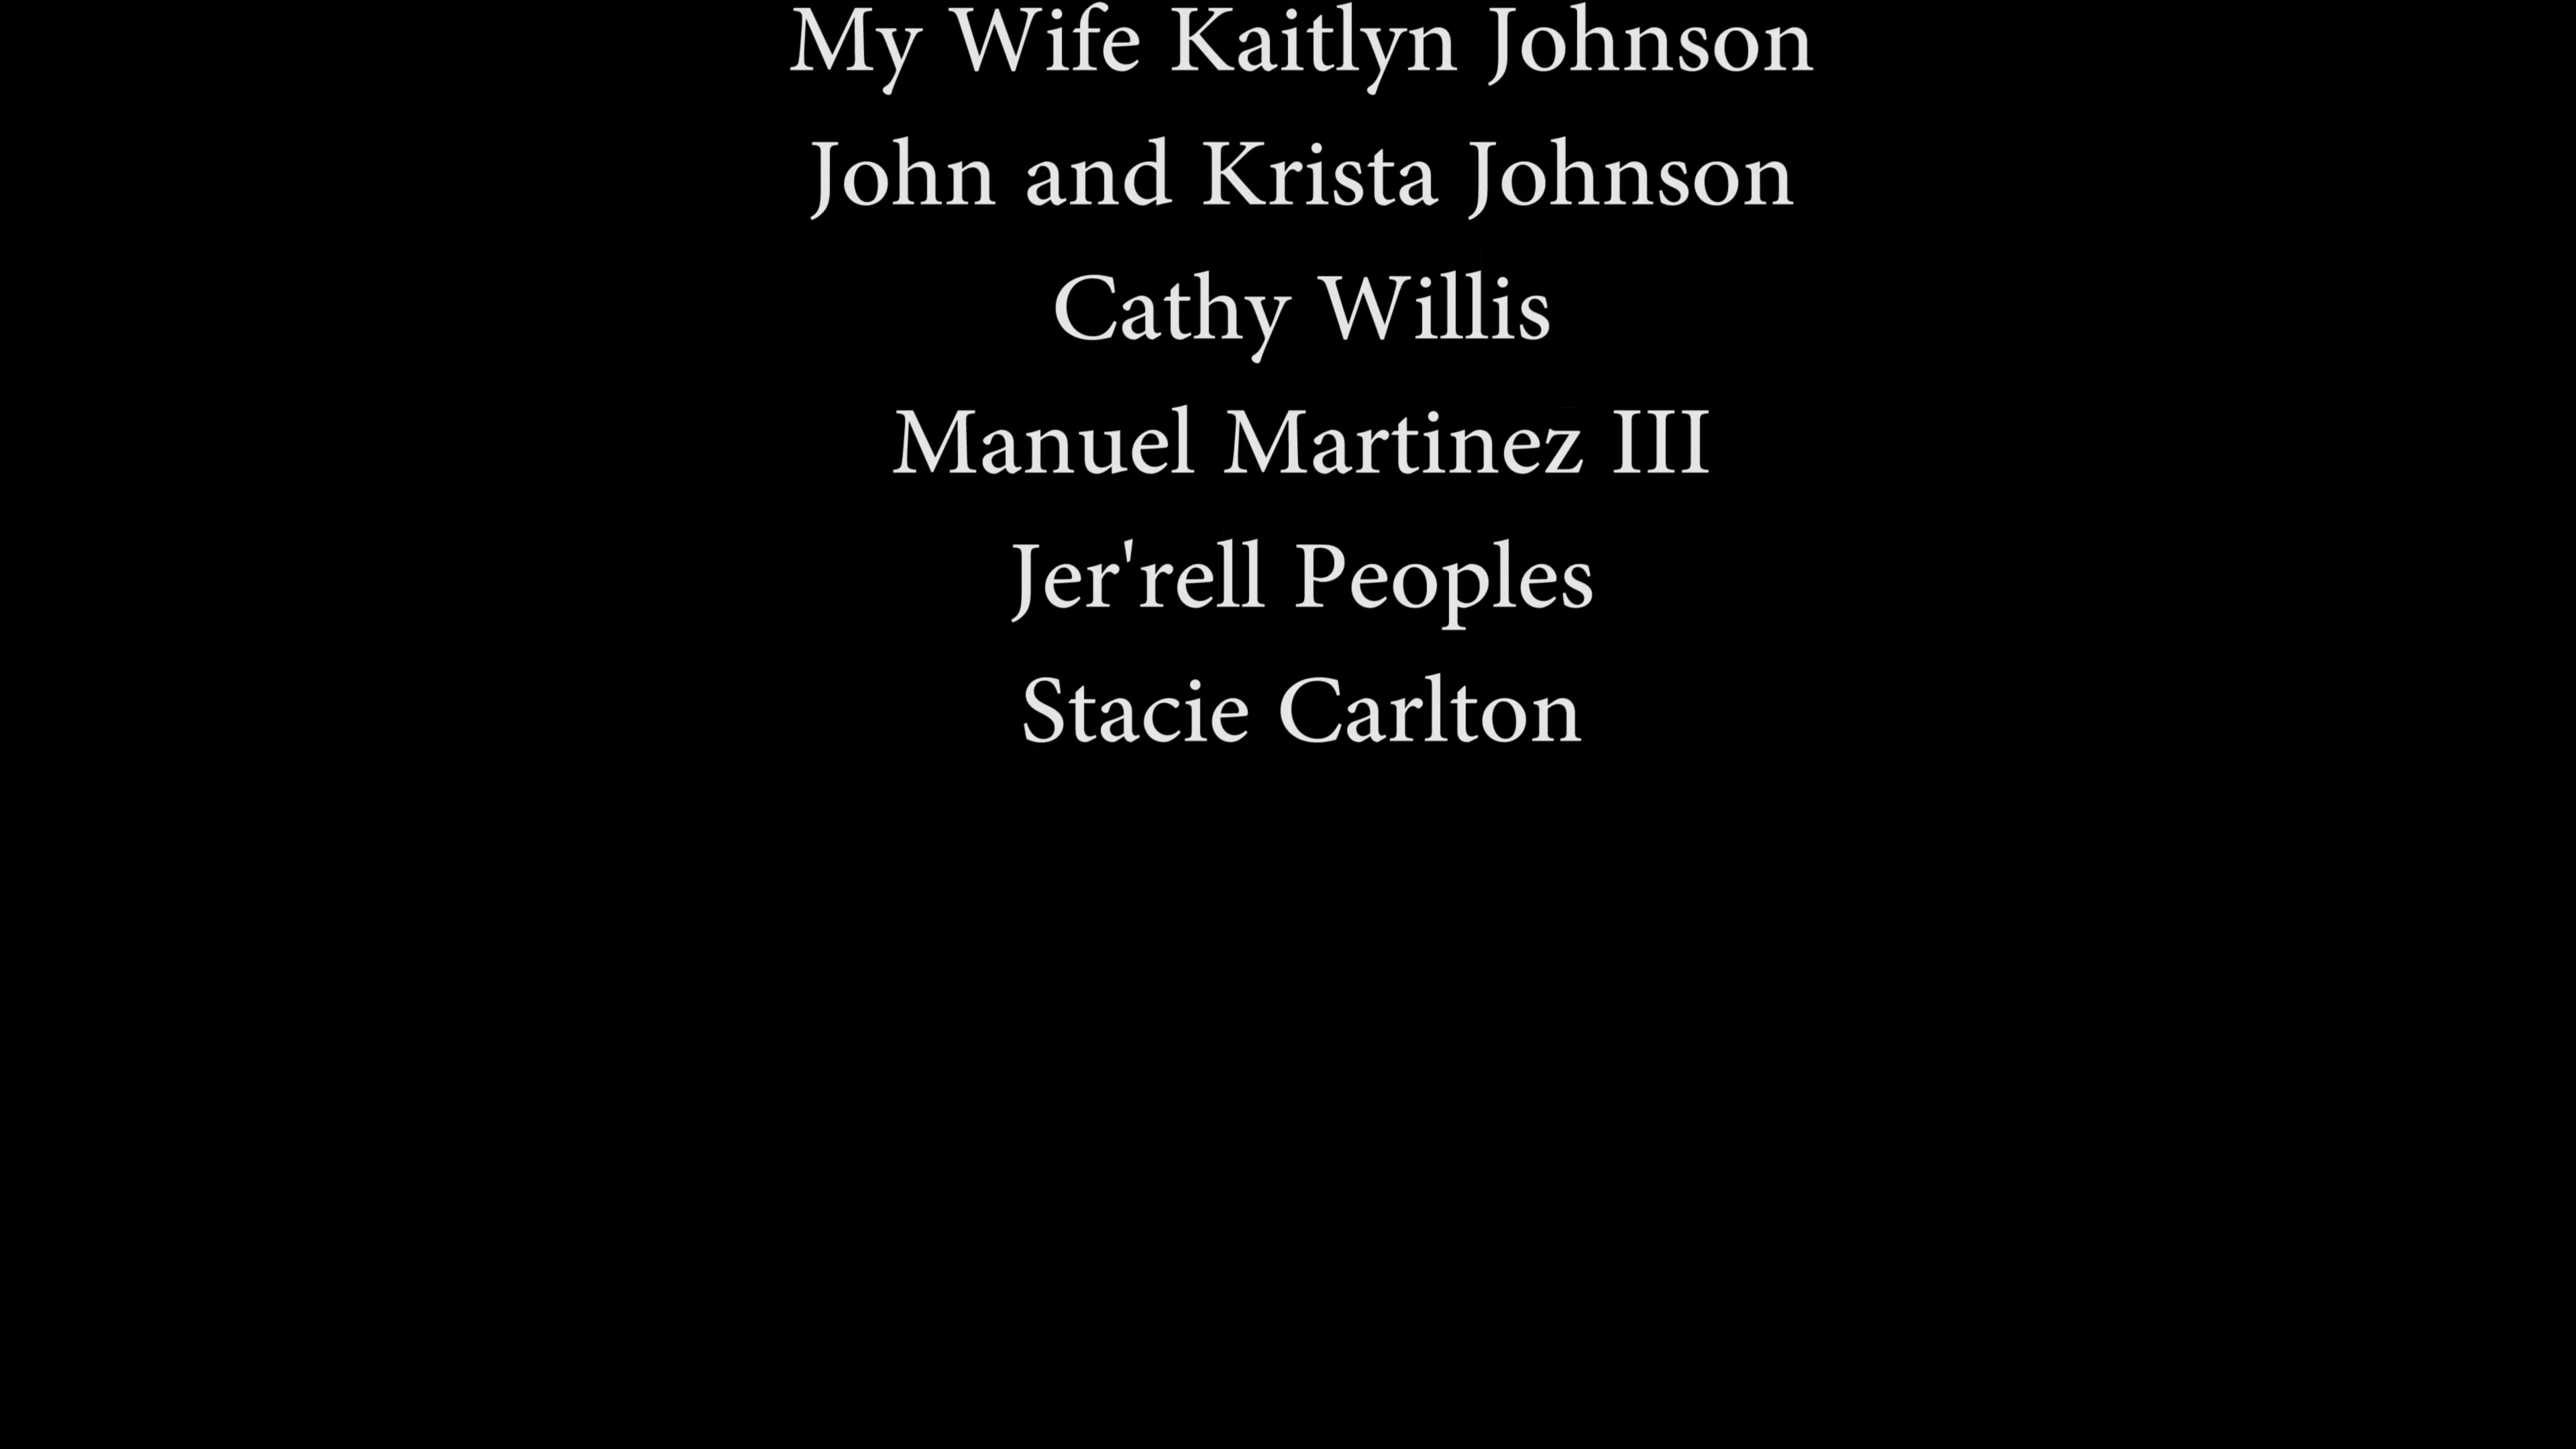 My Wife Kaitlyn Johnson
John and Krista Johnson
Cathy Willis
Manuel Martinez III
Jer'rell Peoples
Stacie Carlton